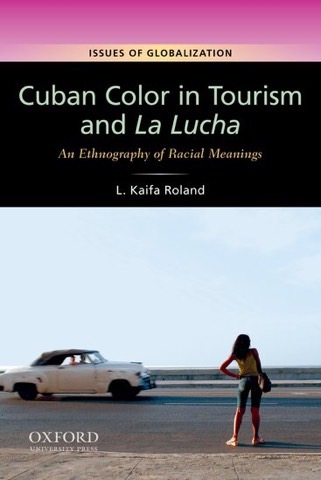 ISSUES OF GLOBALIZATION
Cuban Color in Tourism
and La Lucha
An Ethnography of Racial Meanings
L. Kaifa Roland
OXFORD
UNIVERSITY PRESS